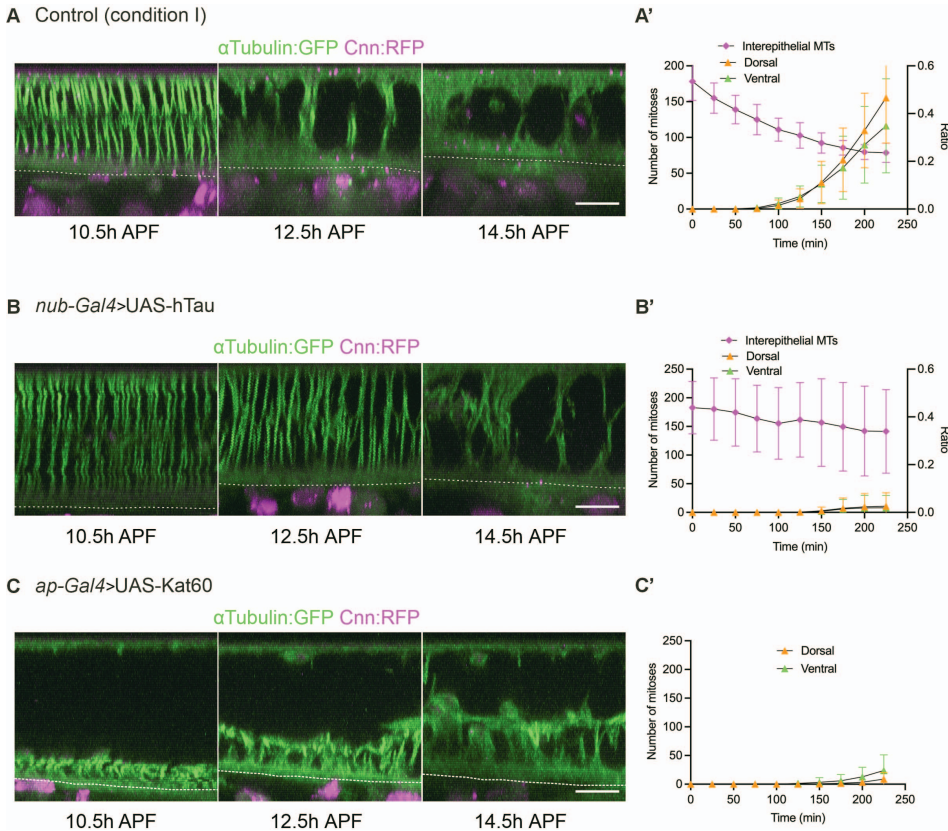 A Control (condition I)
αTubulin:GFP Cnn:RFP
10.5h APF 12.5h APF 14.5h APF
A'
Interepithelial MTs
Dorsal
Ventral
Number of mitoses
200
150
100
50
0
0.6
0.4
0.2
0.0
Ratio
0 50 100 150 200 250
Time (min)
B nub-Gal4>UAS-hTau
αTubulin:GFP Cnn:RFP
10.5h APF 12.5h APF 14.5h APF
B'
Interepithelial MTs
Dorsal
Ventral
Number of mitoses
250
200
150
100
50
0
0.6
0.4
0.2
0.0
Ratio
0 50 100 150 200 250
Time (min)
C ap-Gal4>UAS-Kat60
αTubulin:GFP Cnn:RFP
10.5h APF 12.5h APF 14.5h APF
C'
Dorsal
Ventral
Number of mitoses
250
200
150
100
50
0
0 50 100 150 200 250
Time (min)